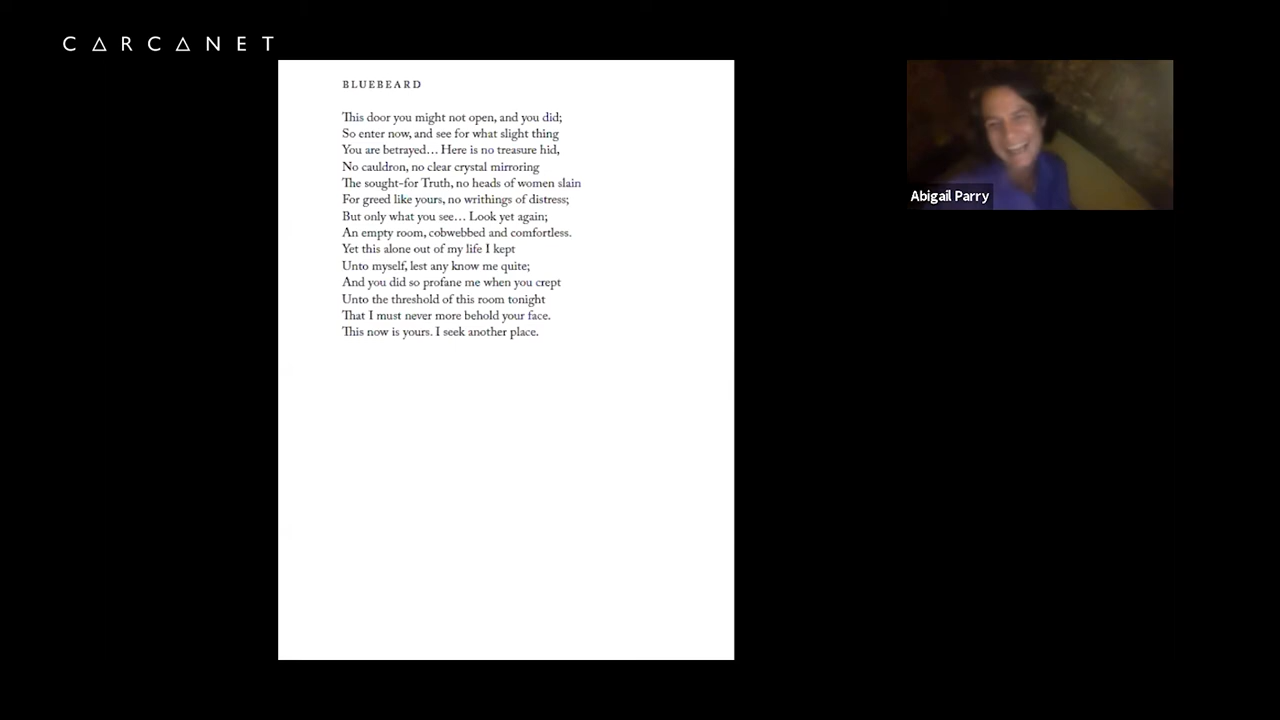 CARCANET
BLUEBEARD
This door you might not open, and you did;
So enter now, and see for what slight thing
You are betrayed… Here is no treasure hid,
No cauldron, no clear crystal mirroring
The sought-for Truth, no heads of women slain
For greed like yours, no writhings of distress;
But only what you see… Look yet again;
An empty room, cobwebbed and comfortless.
Yet this alone out of my life I kept
Unto myself, lest any know me quite;
And you did so profane me when you crept
Unto the threshold of this room tonight
That I must never more behold your face.
This now is yours. I seek another place.
Abigail Parry